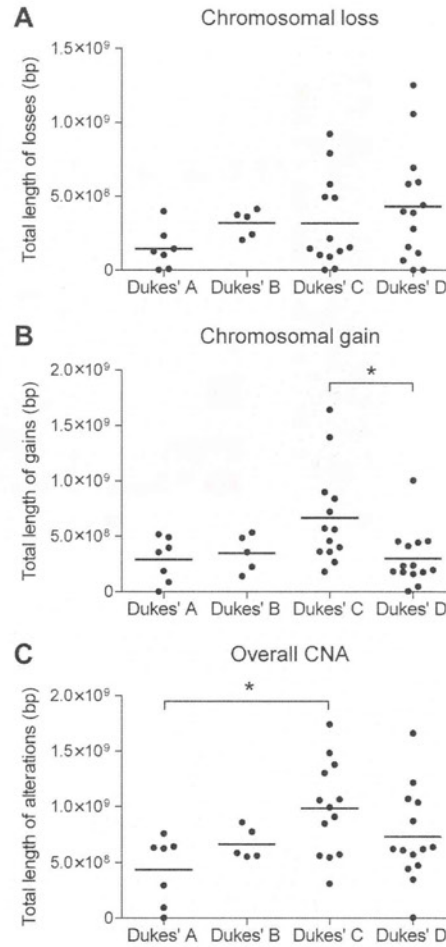 A Chromosomal loss
Total length of losses (bp)
1.5×10⁹
1.0×10⁹
5.0×10⁸
0
Dukes' A Dukes' B Dukes' C Dukes' D
B Chromosomal gain
Total length of gains (bp)
2.0×10⁹
1.5×10⁹
1.0×10⁹
5.0×10⁸
0
*
Dukes' A Dukes' B Dukes' C Dukes' D
C Overall CNA
Total length of alterations (bp)
2.0×10⁹
1.5×10⁹
1.0×10⁹
5.0×10⁸
0
*
Dukes' A Dukes' B Dukes' C Dukes' D